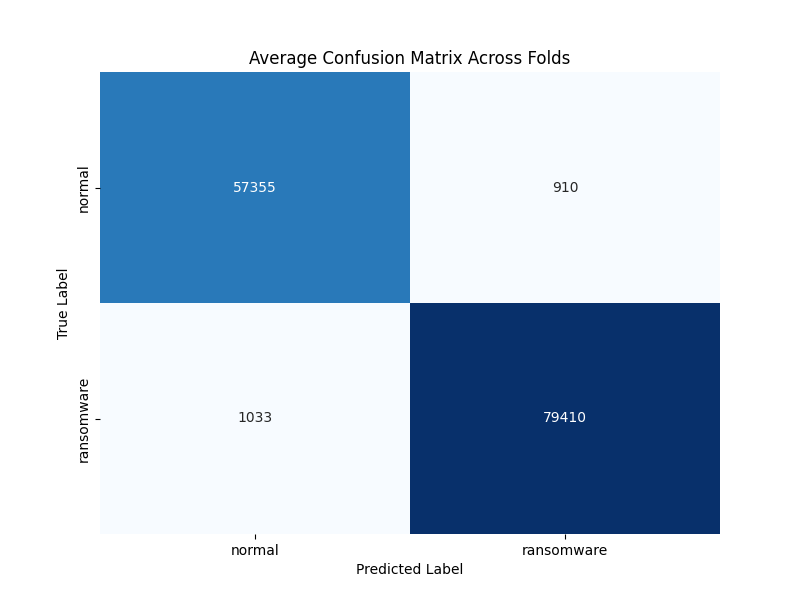 Average Confusion Matrix Across Folds
True Label
normal
57355
910
ransomware
1033
79410
normal
ransomware
Predicted Label